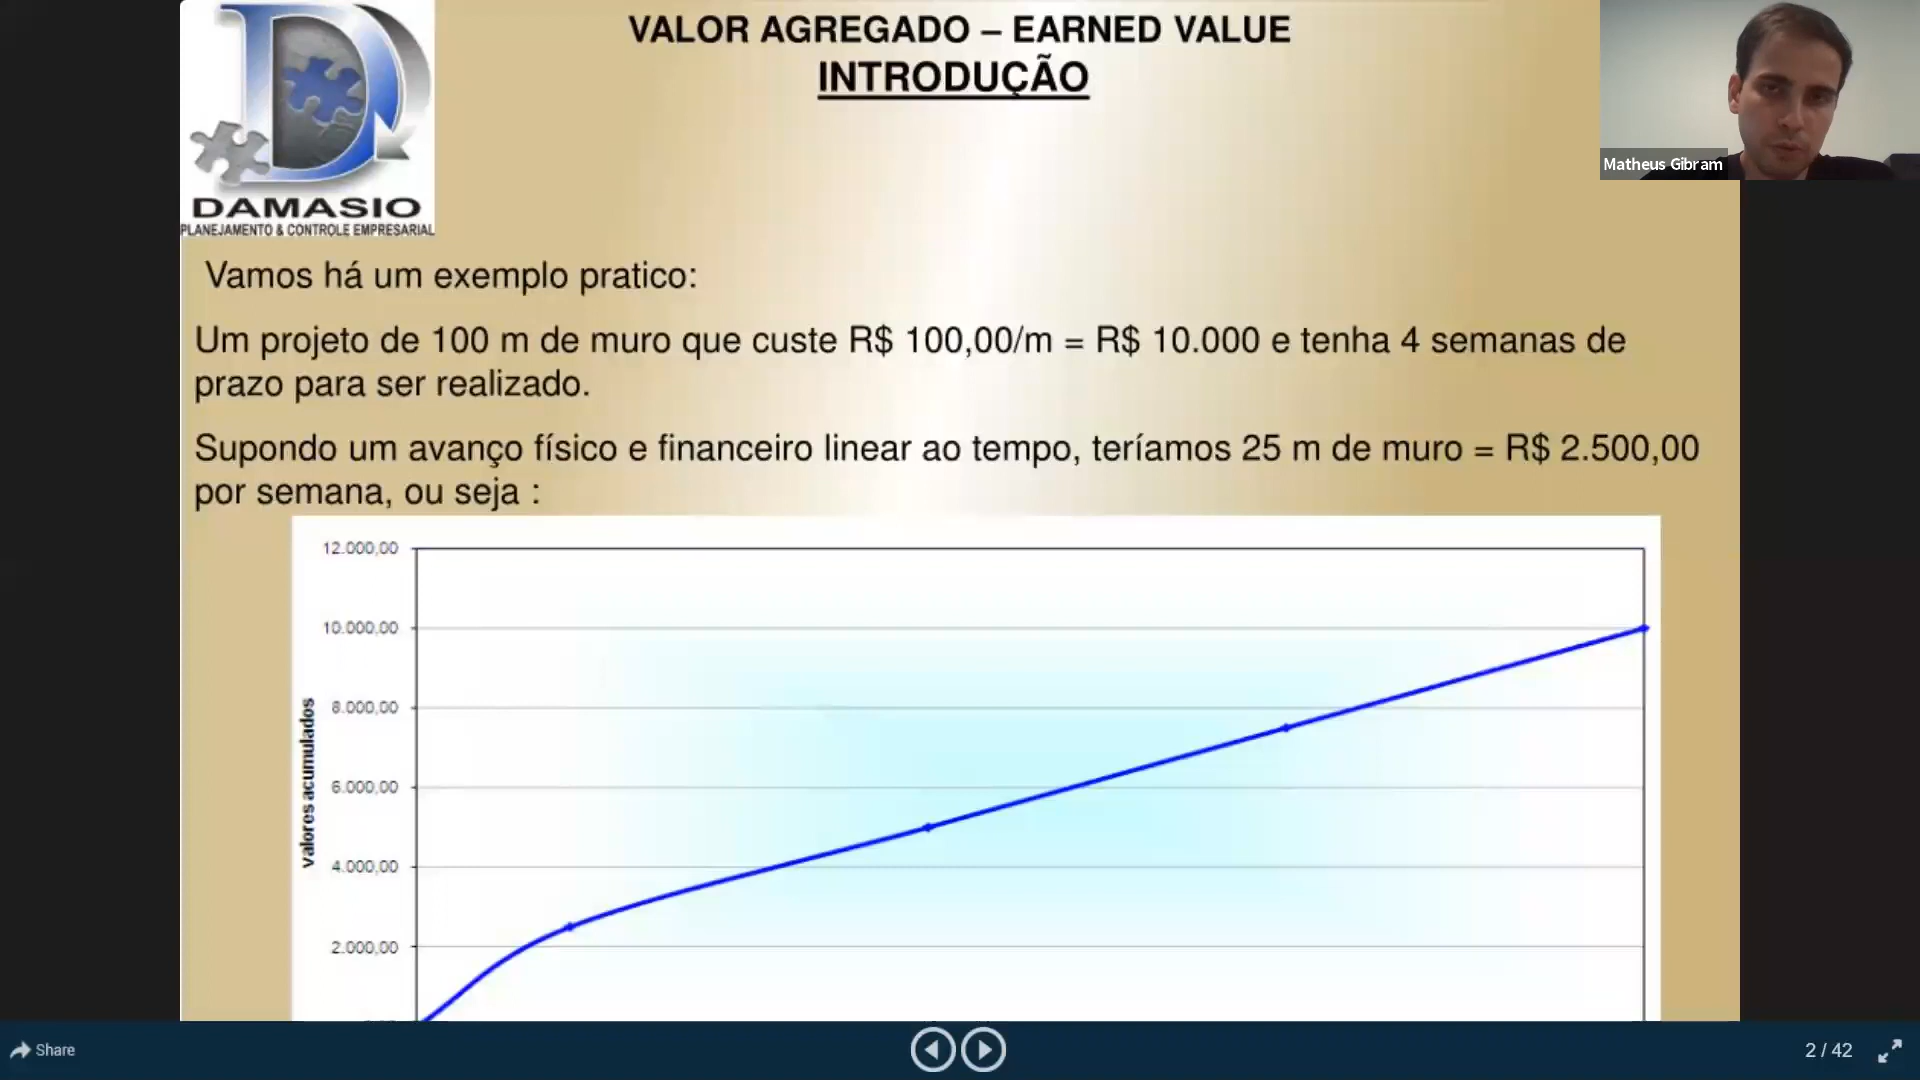 VALOR AGREGADO – EARNED VALUE
INTRODUÇÃO
DAMASIO
PLANEJAMENTO & CONTROLE EMPRESARIAL
Matheus Gibram
Vamos há um exemplo pratico:
Um projeto de 100 m de muro que custe R$ 100,00/m = R$ 10.000 e tenha 4 semanas de
prazo para ser realizado.
Supondo um avanço físico e financeiro linear ao tempo, teríamos 25 m de muro = R$ 2.500,00
por semana, ou seja :
12.000,00
10.000,00
8.000,00
6.000,00
4.000,00
2.000,00
valores acumulados
Share
2 / 42